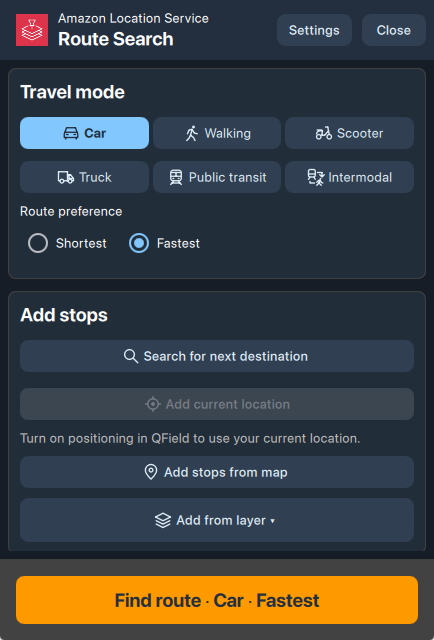 Amazon Location Service
Route Search
Settings
Close
Travel mode
Car
Walking
Scooter
Truck
Public transit
Intermodal
Route preference
Shortest
Fastest
Add stops
Search for next destination
Add current location
Turn on positioning in QField to use your current location.
Add stops from map
Add from layer ▾
Find route · Car · Fastest